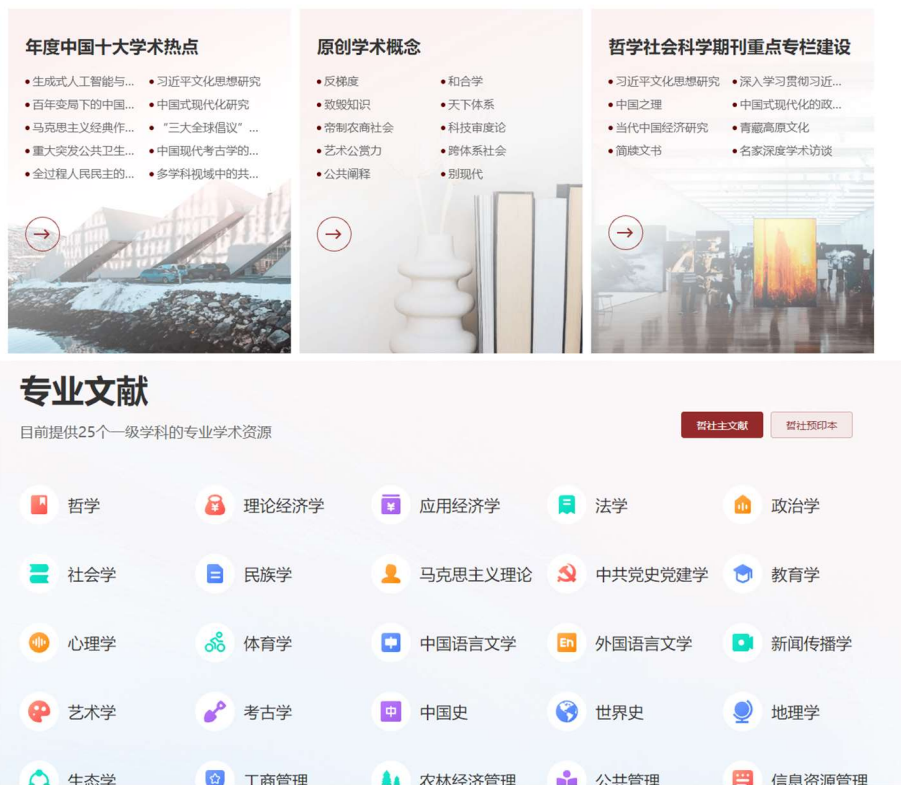 年度中国十大学术热点
生成式人工智能与...
习近平文化思想研究
百年变局下的中国...
中国式现代化研究
马克思主义经典作...
“三大全球倡议”...
重大突发公共卫生...
中国现代考古学的...
全过程人民民主的...
多学科视域中的共...
原创学术概念
反梯度
和合学
致毁知识
天下体系
帝制农商社会
科技审度论
艺术公赏力
跨体系社会
公共阐释
别现代
哲学社会科学期刊重点专栏建设
习近平文化思想研究
深入学习贯彻习近...
中国之理
中国式现代化的政...
当代中国经济研究
青藏高原文化
简牍文书
名家深度学术访谈
专业文献
目前提供25个一级学科的专业学术资源
哲社主文献
哲社预印本
哲学
理论经济学
应用经济学
法学
政治学
社会学
民族学
马克思主义理论
中共党史党建学
教育学
心理学
体育学
中国语言文学
En
外国语言文学
新闻传播学
艺术学
考古学
中
中国史
世界史
地理学
生态学
工商管理
农林经济管理
公共管理
信息资源管理